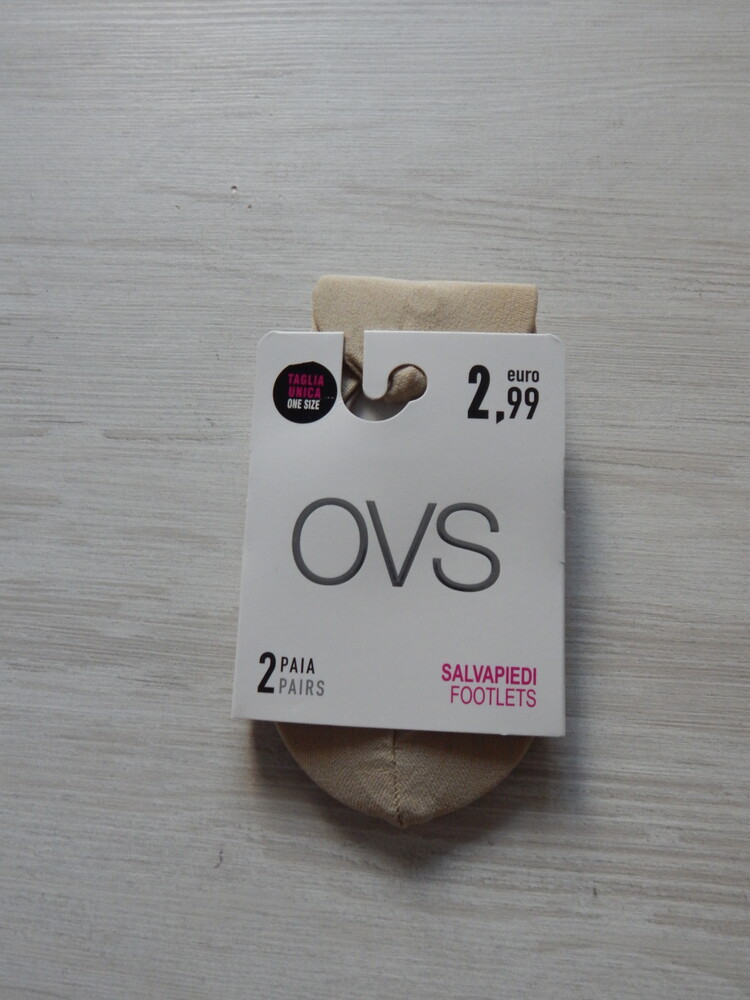 TAGLIA
UNICA
ONE SIZE
2,99 euro
OVS
2 PAIA
PAIRS
SALVAPIEDI
FOOTLETS